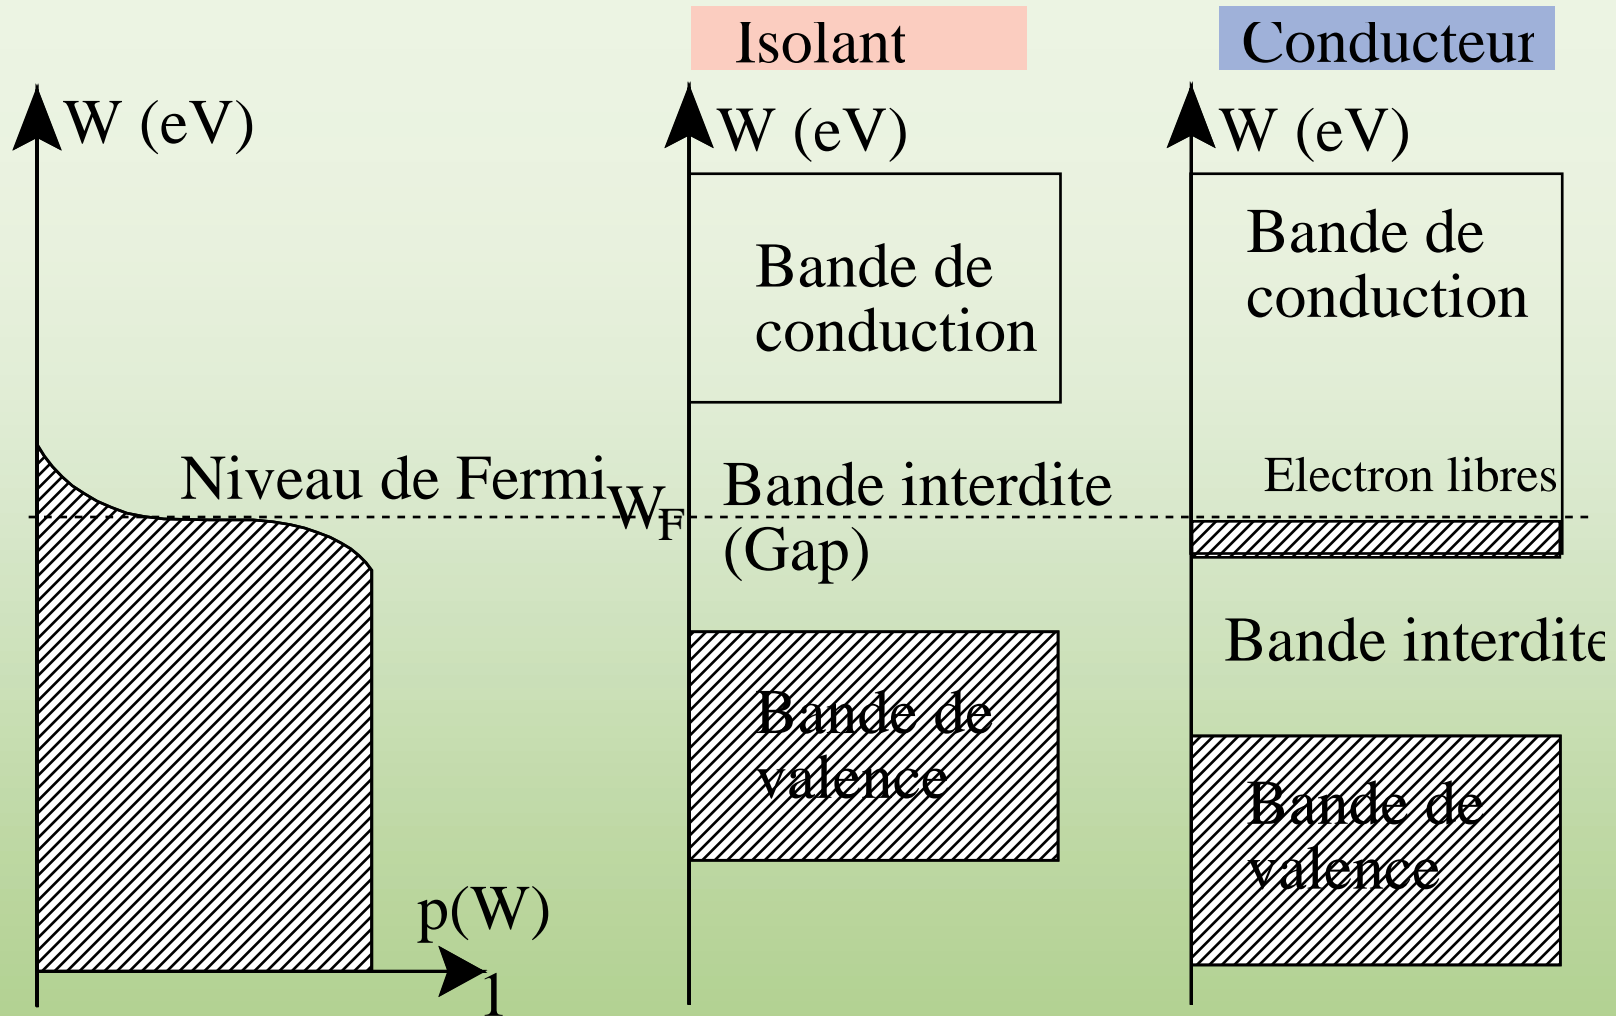 Isolant
Conducteur
W (eV)
W (eV)
W (eV)
Bande de
conduction
Bande de
conduction
Niveau de Fermi
W_F
Bande interdite
(Gap)
Electron libres
Bande interdite
Bande de
valence
Bande de
valence
p(W)
1